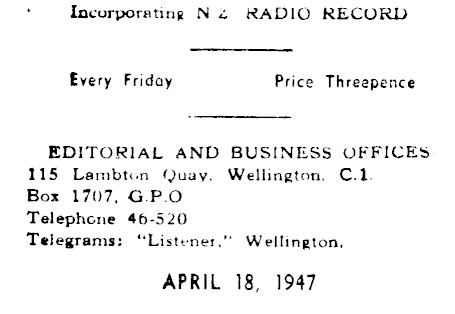 Incorporating N Z RADIO RECORD
Every Friday Price Threepence
EDITORIAL AND BUSINESS OFFICES
115 Lambton Quay, Wellington, C.1.
Box 1707, G.P.O
Telephone 46-520
Telegrams: "Listener," Wellington,
APRIL 18, 1947